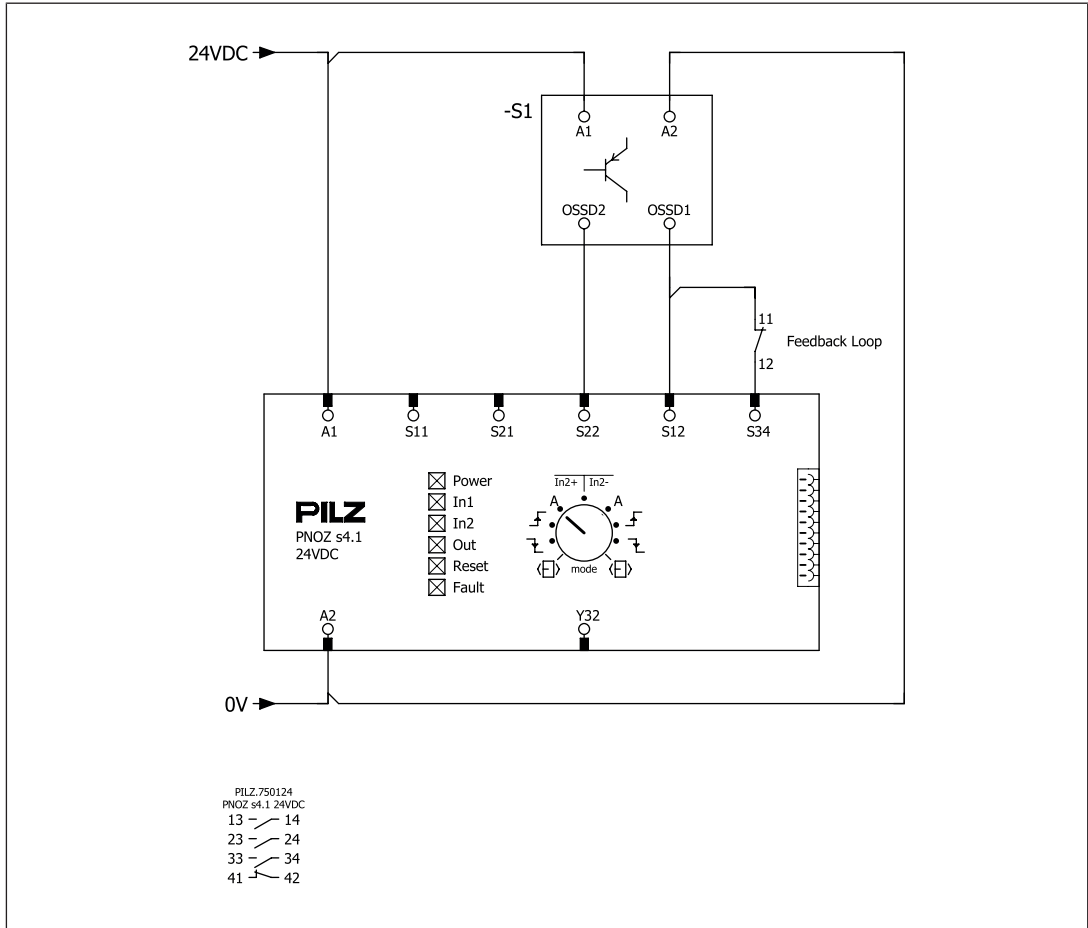 24VDC
-S1
A1 A2
OSSD2 OSSD1
11
Feedback Loop
12
A1 S11 S21 S22 S12 S34
Power
In1
In2
Out
Reset
Fault
In2+ In2-
A A
mode
PILZ
PNOZ s4.1
24VDC
A2 Y32
0V
PILZ.750124
PNOZ s4.1 24VDC
13 14
23 24
33 34
41 42